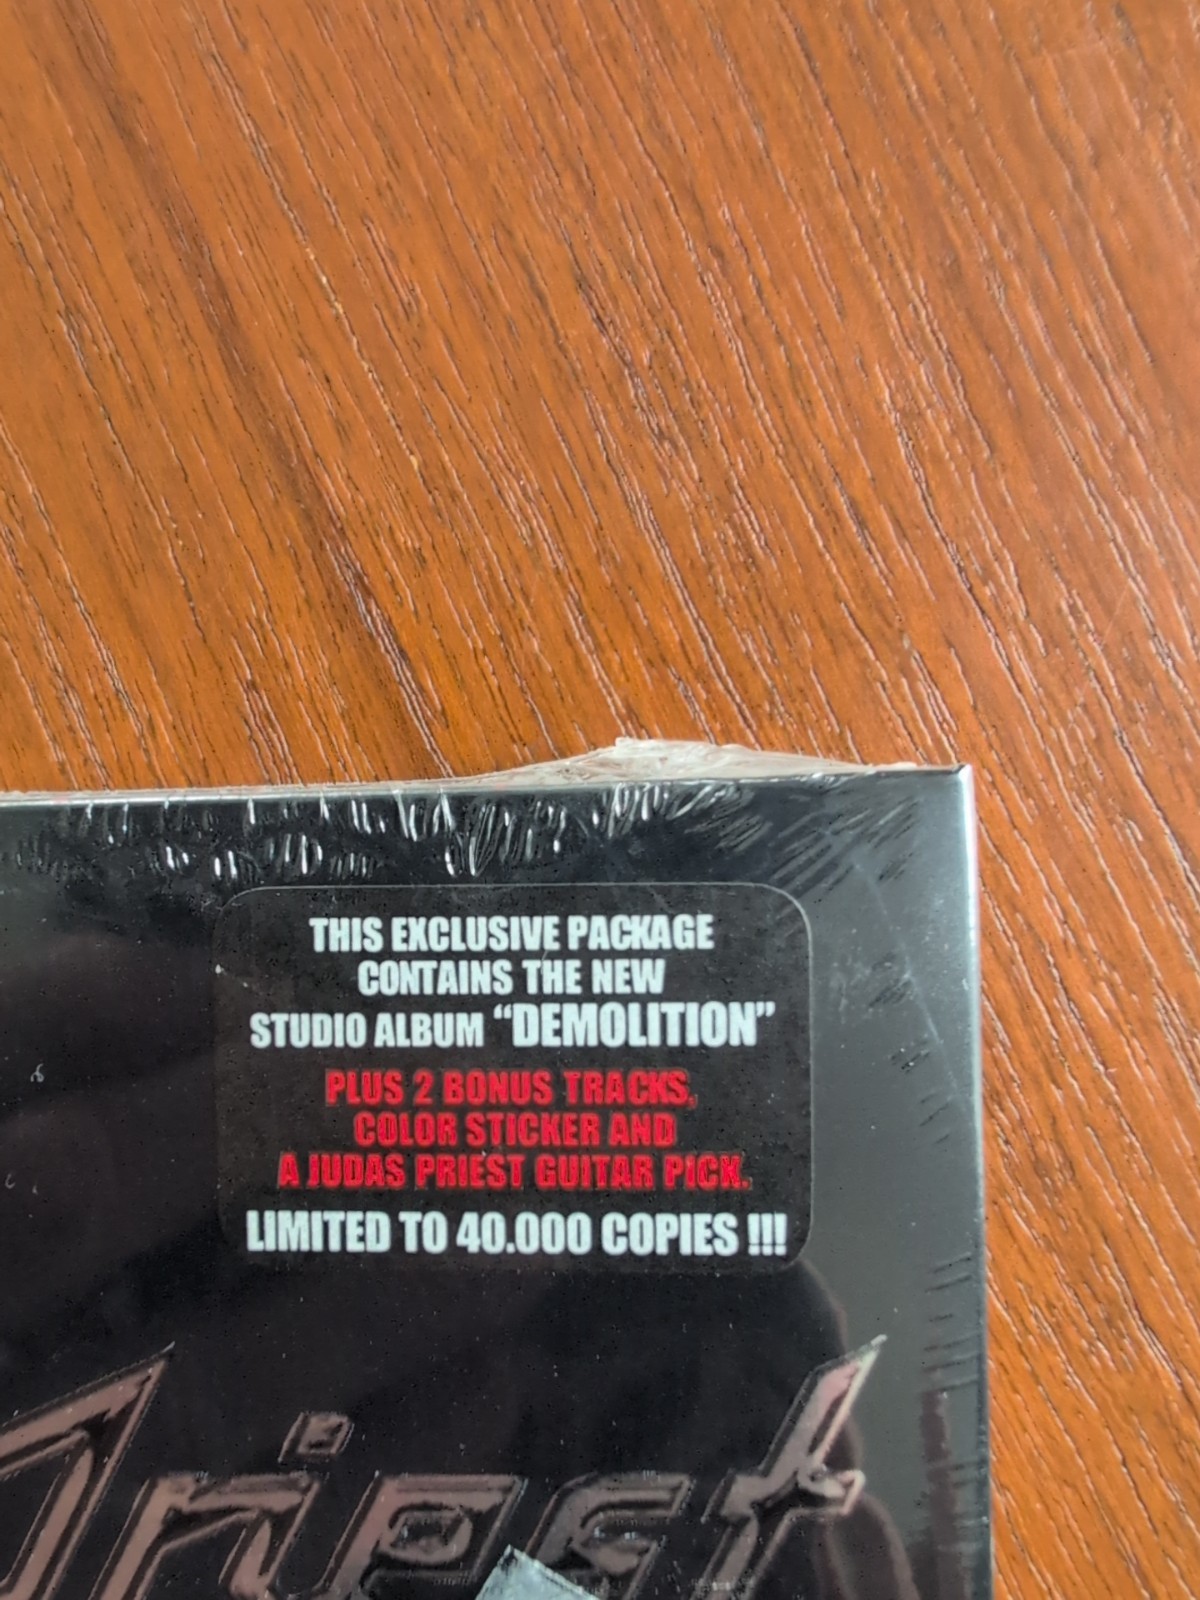 THIS EXCLUSIVE PACKAGE
CONTAINS THE NEW
STUDIO ALBUM “DEMOLITION”
PLUS 2 BONUS TRACKS,
COLOR STICKER AND
A JUDAS PRIEST GUITAR PICK.
LIMITED TO 40.000 COPIES !!!
Priest